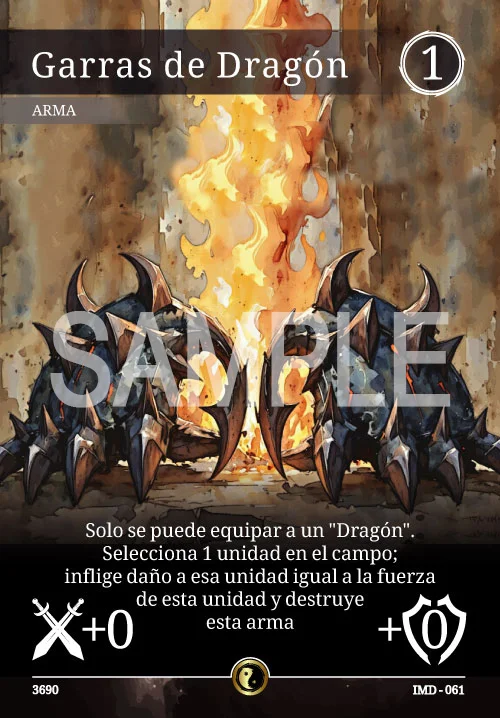 Garras de Dragón
1
ARMA
SAMPLE
Solo se puede equipar a un "Dragón".
Selecciona 1 unidad en el campo;
inflige daño a esa unidad igual a la fuerza
de esta unidad y destruye
esta arma
+0
+0
3690
IMD - 061